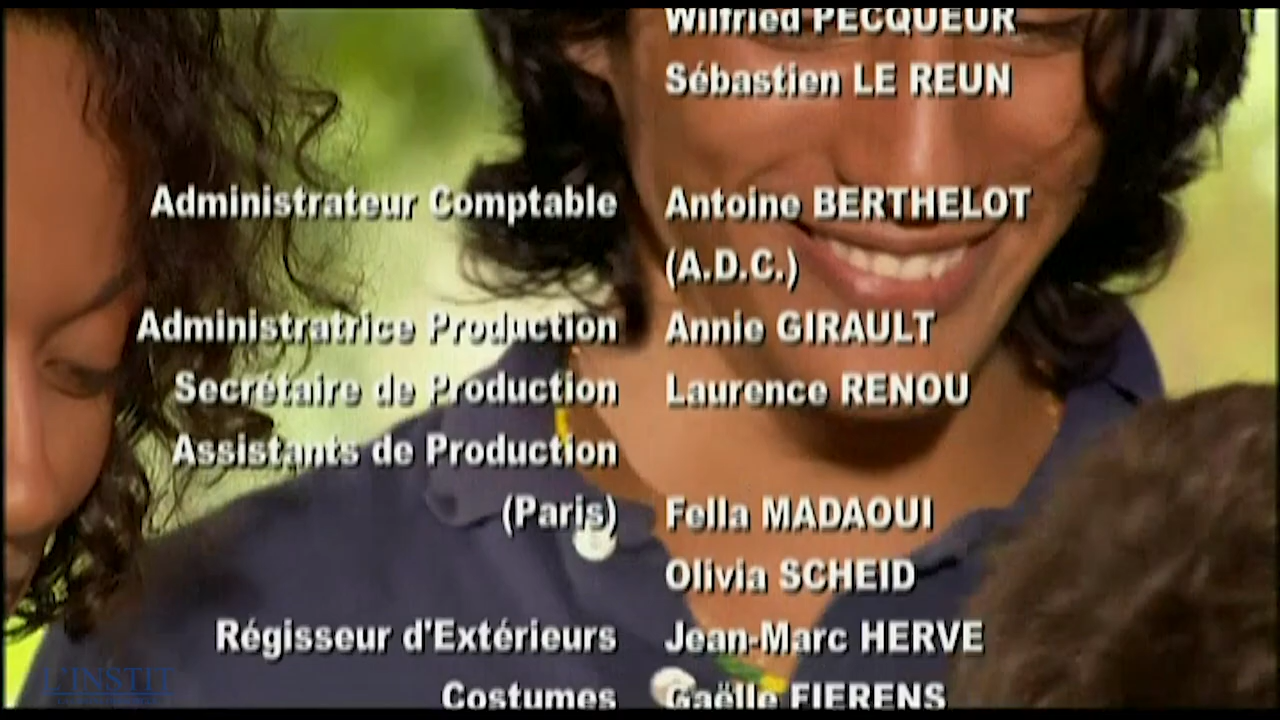 Wilfried PECQUEUR
Sébastien LE REUN
Administrateur Comptable Antoine BERTHELOT
(A.D.C.)
Administratrice Production Annie GIRAULT
Secrétaire de Production Laurence RENOU
Assistants de Production
(Paris) Fella MADAOUI
Olivia SCHEID
Régisseur d'Extérieurs Jean-Marc HERVE
Costumes Gaëlle FIERENS
L'INSTIT